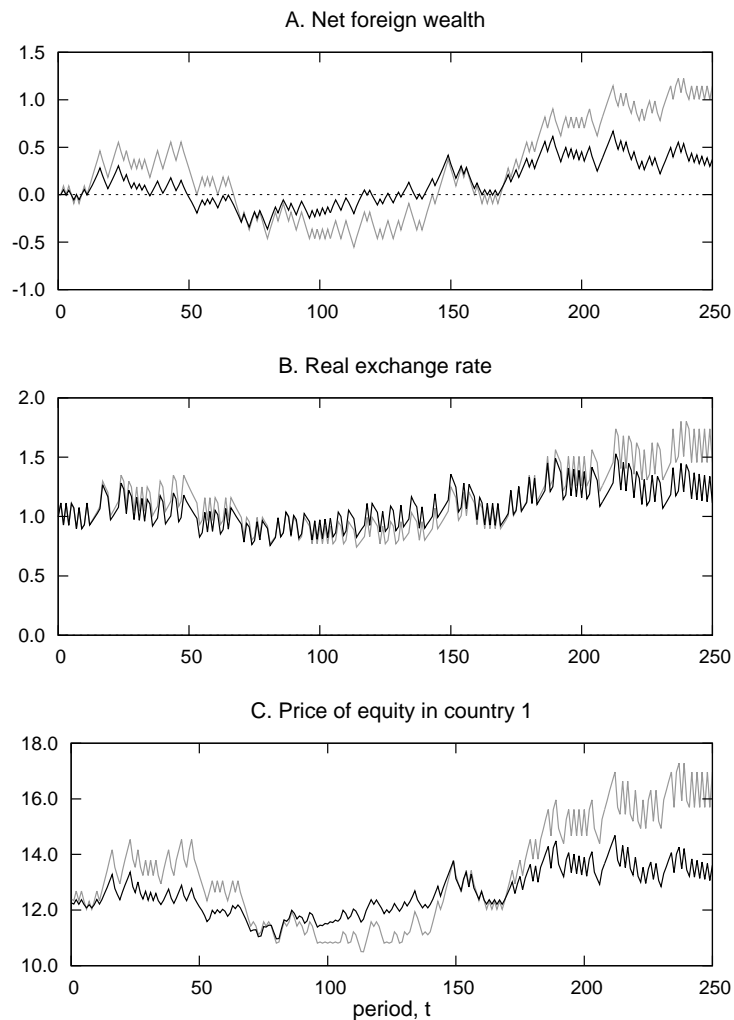 A. Net foreign wealth
1.5
1.0
0.5
0.0
-0.5
-1.0
0 50 100 150 200 250
B. Real exchange rate
2.0
1.5
1.0
0.5
0.0
0 50 100 150 200 250
C. Price of equity in country 1
18.0
16.0
14.0
12.0
10.0
0 50 100 150 200 250
period, t